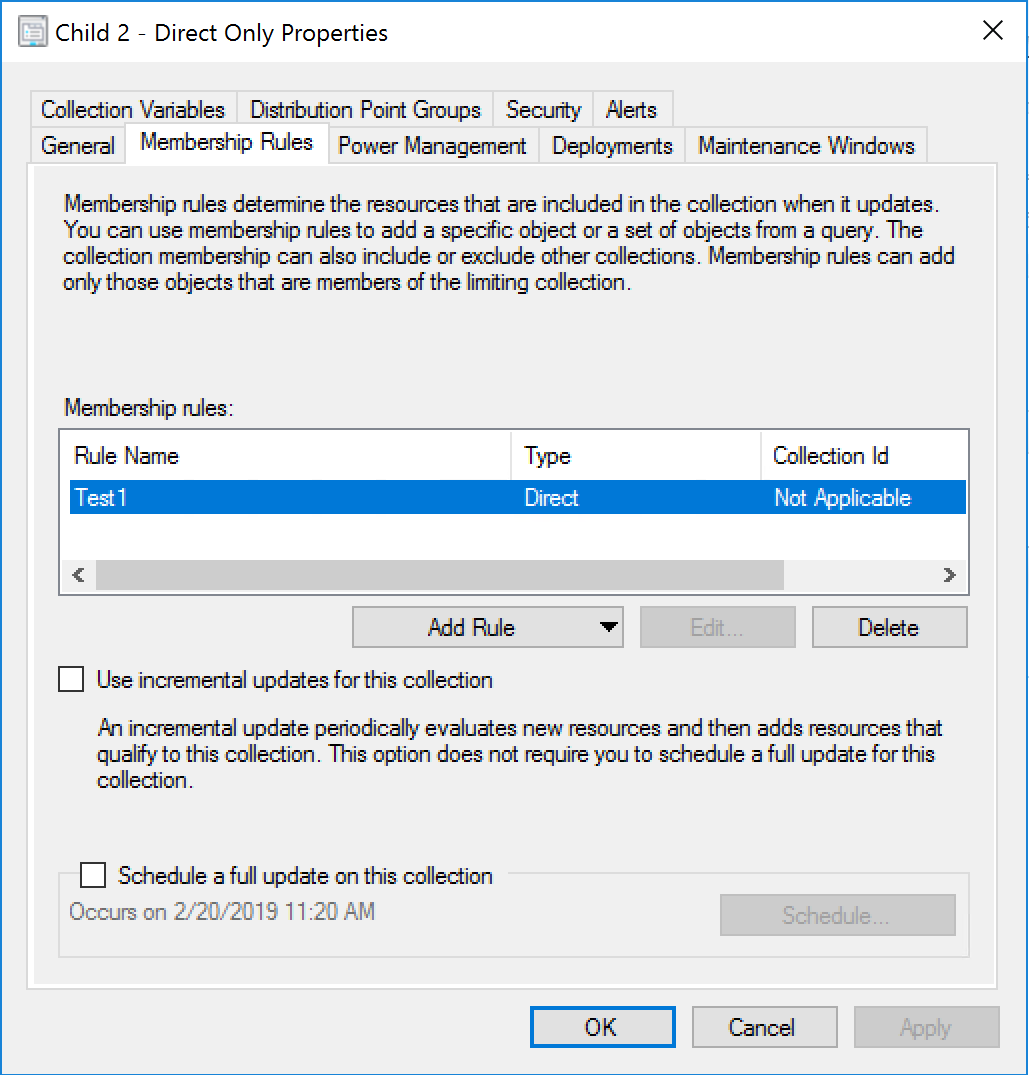 Child 2 - Direct Only Properties
Collection Variables Distribution Point Groups Security Alerts
General Membership Rules Power Management Deployments Maintenance Windows
Membership rules determine the resources that are included in the collection when it updates.
You can use membership rules to add a specific object or a set of objects from a query. The
collection membership can also include or exclude other collections. Membership rules can add
only those objects that are members of the limiting collection.
Membership rules:
Rule Name Type Collection Id
Test1 Direct Not Applicable
Add Rule Edit... Delete
Use incremental updates for this collection
An incremental update periodically evaluates new resources and then adds resources that
qualify to this collection. This option does not require you to schedule a full update for this
collection.
Schedule a full update on this collection
Occurs on 2/20/2019 11:20 AM Schedule...
OK Cancel Apply